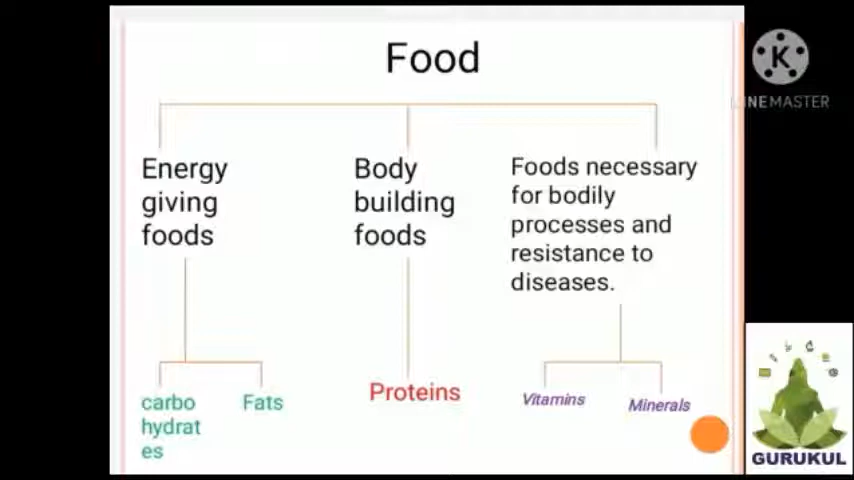 Food
K
INEMASTER
Energy
giving
foods
Body
building
foods
Foods necessary
for bodily
processes and
resistance to
diseases.
carbo
hydrat
es
Fats
Proteins
Vitamins
Minerals
GURUKUL